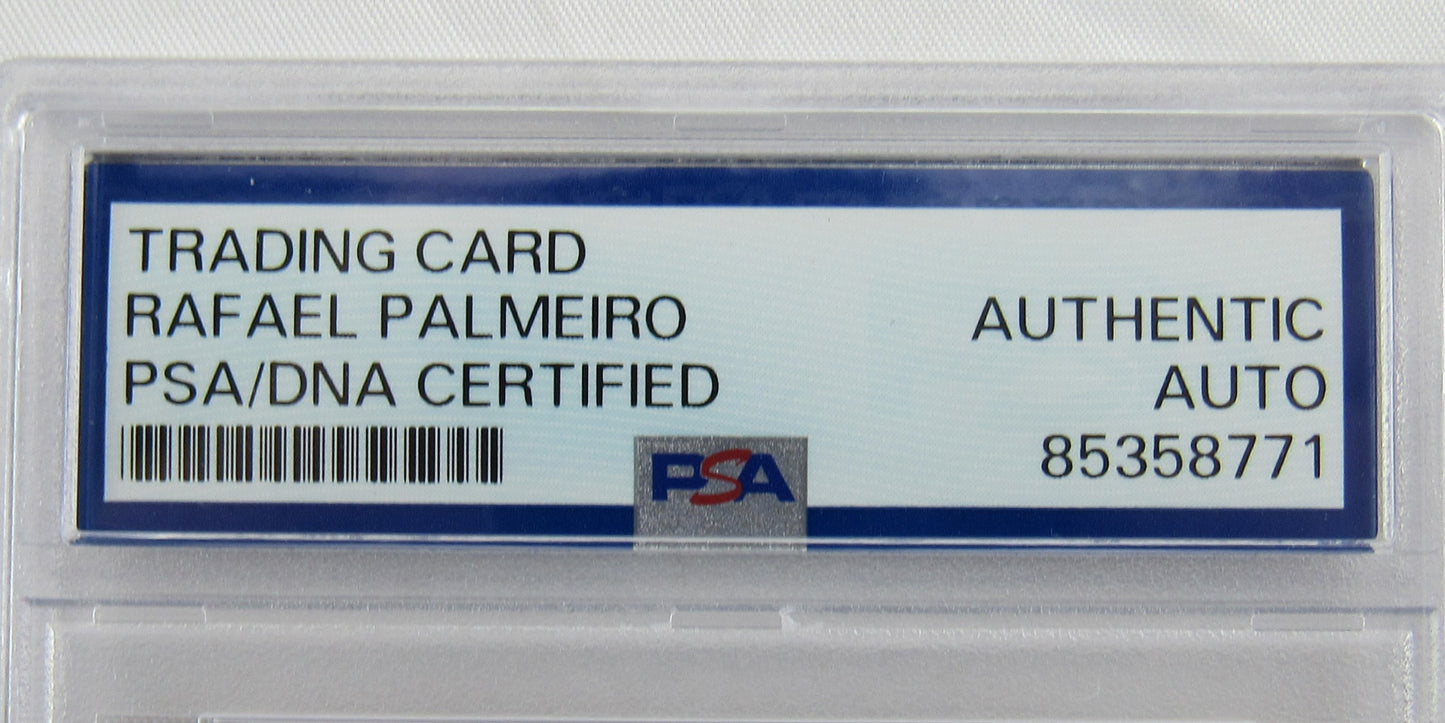 TRADING CARD
RAFAEL PALMEIRO
PSA/DNA CERTIFIED
AUTHENTIC
AUTO
85358771
PSA